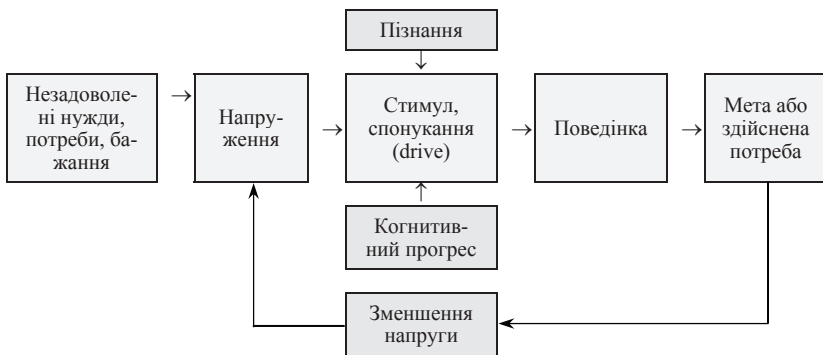 Пізнання
Незадоволе-
ні нужди,
потреби, ба-
жання
Напру-
ження
Стимул,
спонукання
(drive)
Поведінка
Мета або
здійснена
потреба
Когнитив-
ний прогрес
Зменшення
напруги